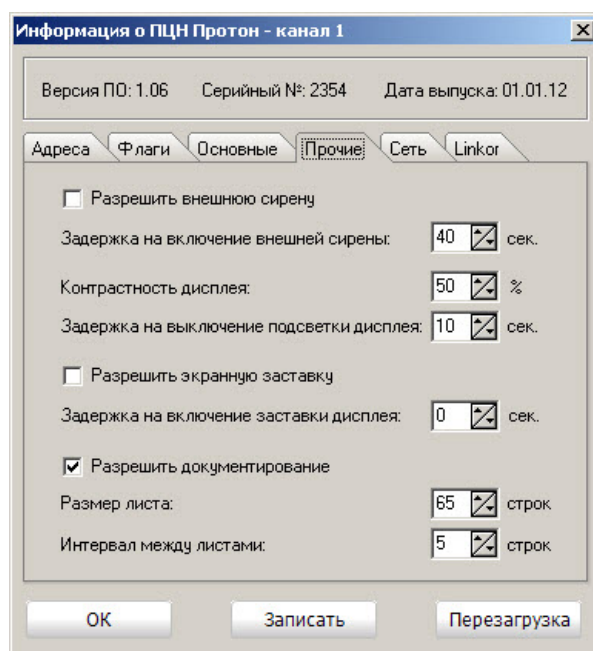 Информация о ПЦН Протон - канал 1
Версия ПО: 1.06 Серийный №: 2354 Дата выпуска: 01.01.12
Адреса Флаги Основные Прочие Сеть Linkor
Разрешить внешнюю сирену
Задержка на включение внешней сирены: 40 сек.
Контрастность дисплея: 50 %
Задержка на выключение подсветки дисплея: 10 сек.
Разрешить экранную заставку
Задержка на включение заставки дисплея: 0 сек.
Разрешить документирование
Размер листа: 65 строк
Интервал между листами: 5 строк
ОК Записать Перезагрузка